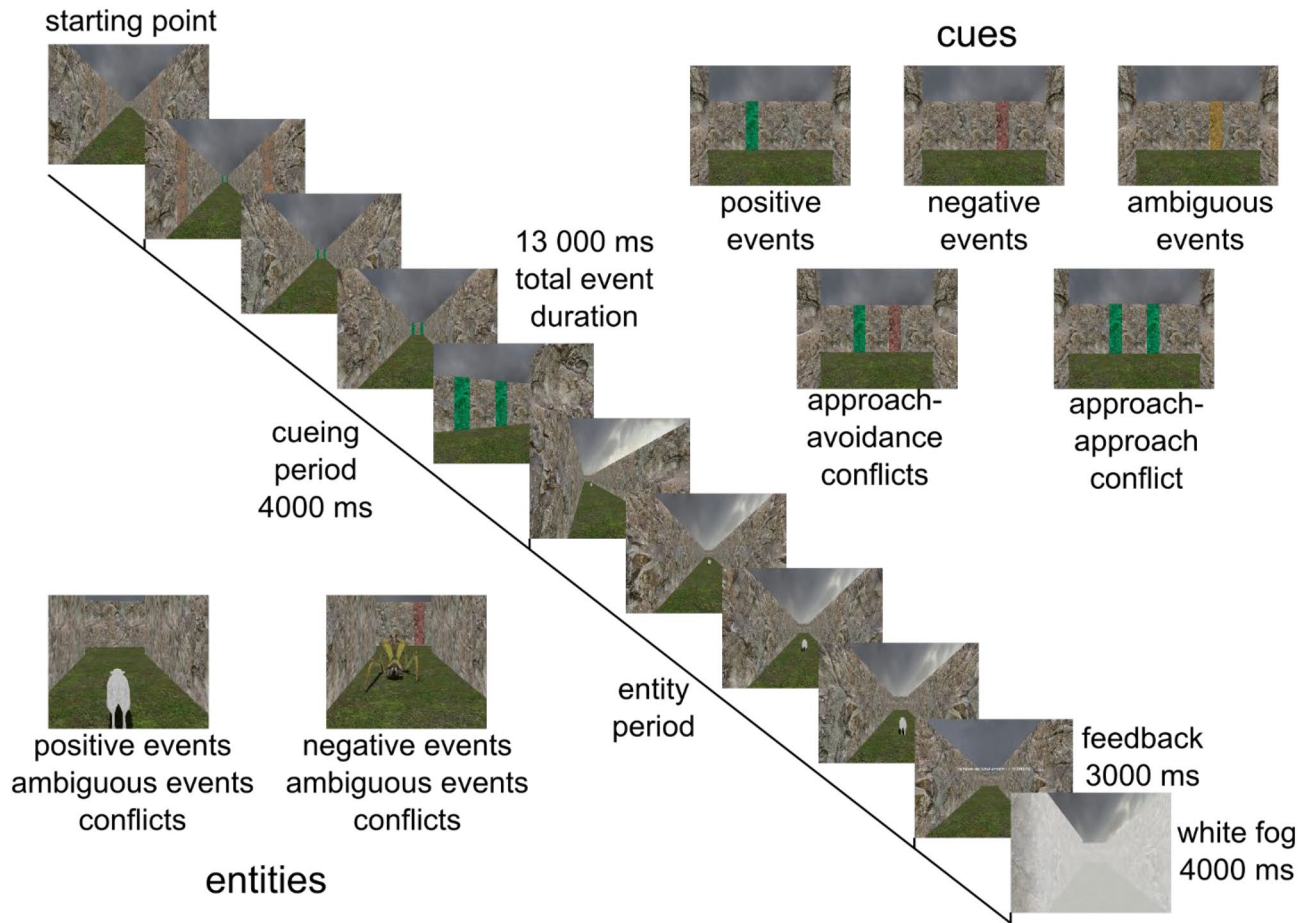 starting point
cues
positive
events
negative
events
ambiguous
events
13 000 ms
total event
duration
approach-
avoidance
conflicts
approach-
approach
conflict
cueing
period
4000 ms
entity
period
positive events
ambiguous events
conflicts
negative events
ambiguous events
conflicts
entities
feedback
3000 ms
white fog
4000 ms